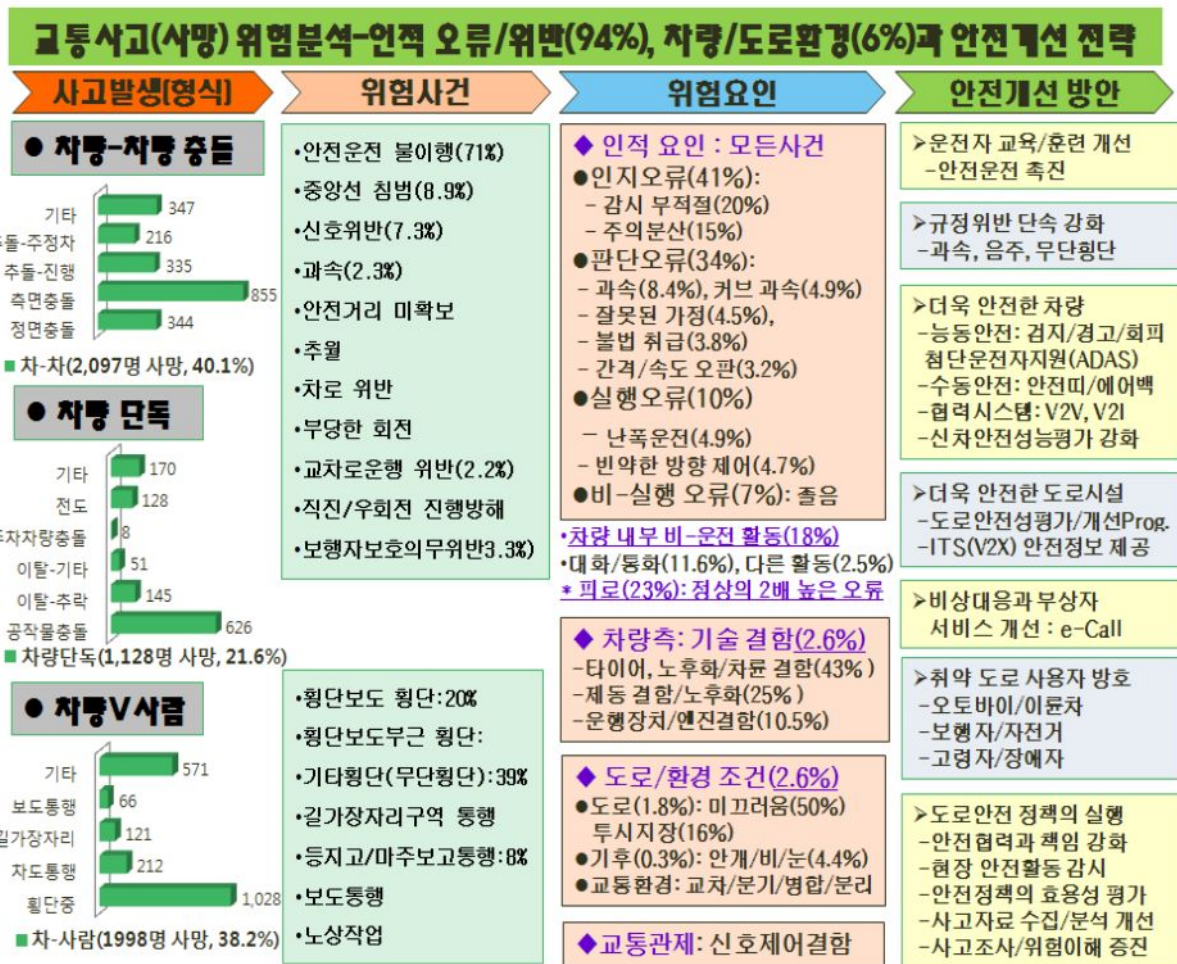 교통사고(사망) 위험분석-인적 오류/위반(94%), 차량/도로환경(6%)과 안전개선 전략
사고발생(형식)
● 차량-차량 충돌
기타 347
추돌-주정차 216
추돌-진행 335
측면충돌 855
정면충돌 344
■ 차-차(2,097명 사망, 40.1%)
● 차량 단독
기타 170
전도 128
주차차량충돌 8
이탈-기타 51
이탈-추락 145
공작물충돌 626
■ 차량단독(1,128명 사망, 21.6%)
● 차량V사람
기타 571
보도통행 66
길가장자리 121
차도통행 212
횡단중 1,028
■ 차-사람(1998명 사망, 38.2%)
위험사건
•안전운전 불이행(71%)
•중앙선 침범(8.9%)
•신호위반(7.3%)
•과속(2.3%)
•안전거리 미확보
•추월
•차로 위반
•부당한 회전
•교차로운행 위반(2.2%)
•직진/우회전 진행방해
•보행자보호의무위반3.3%)
•횡단보도 횡단:20%
•횡단보도부근 횡단:
•기타횡단(무단횡단):39%
•길가장자리구역 통행
•등지고/마주보고통행:8%
•보도통행
•노상작업
위험요인
◆ 인적 요인 : 모든사건
●인지오류(41%):
- 감시 부적절(20%)
- 주의분산(15%)
●판단오류(34%):
- 과속(8.4%), 커브 과속(4.9%)
- 잘못된 가정(4.5%),
- 불법 취급(3.8%)
- 간격/속도 오판(3.2%)
●실행오류(10%)
- 난폭운전(4.9%)
- 빈약한 방향 제어(4.7%)
●비-실행 오류(7%): 졸음
•차량 내부 비-운전 활동(18%)
•대화/통화(11.6%), 다른 활동(2.5%)
* 피로(23%): 정상의 2배 높은 오류
◆ 차량측: 기술 결함(2.6%)
-타이어, 노후화/차륜 결함(43% )
-제동 결함/노후화(25% )
-운행장치/엔진결함(10.5%)
◆ 도로/환경 조건(2.6%)
●도로(1.8%): 미끄러움(50%)
투시지장(16%)
●기후(0.3%): 안개/비/눈(4.4%)
●교통환경: 교차/분기/병합/분리
◆교통관제: 신호제어결함
안전개선 방안
➢운전자 교육/훈련 개선
-안전운전 촉진
➢규정위반 단속 강화
-과속, 음주, 무단횡단
➢더욱 안전한 차량
-능동안전: 검지/경고/회피
첨단운전자지원(ADAS)
-수동안전: 안전띠/에어백
-협력시스템: V2V, V2I
-신차안전성능평가 강화
➢더욱 안전한 도로시설
-도로안전성평가/개선Prog.
-ITS(V2X) 안전정보 제공
➢비상대응과 부상자
서비스 개선 : e-Call
➢취약 도로 사용자 방호
-오토바이/이륜차
-보행자/자전거
-고령자/장애자
➢도로안전 정책의 실행
-안전협력과 책임 강화
-현장 안전활동 감시
-안전정책의 효용성 평가
-사고자료 수집/분석 개선
-사고조사/위험이해 증진